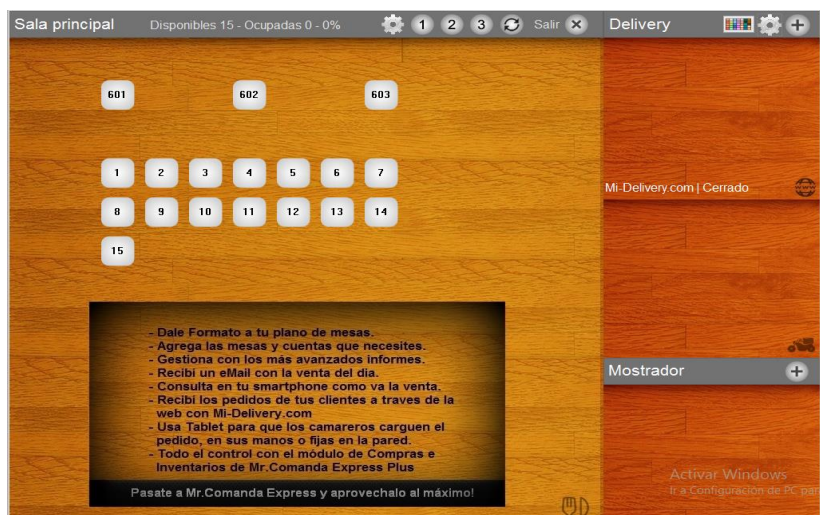 Sala principal
Disponibles 15 - Ocupadas 0 - 0%
1 2 3
Salir
Delivery
601 602 603
1 2 3 4 5 6 7
8 9 10 11 12 13 14
15
Mi-Delivery.com | Cerrado
- Dale Formato a tu plano de mesas.
- Agrega las mesas y cuentas que necesites.
- Gestiona con los más avanzados informes.
- Recibi un eMail con la venta del dia.
- Consulta en tu smartphone como va la venta.
- Recibi los pedidos de tus clientes a traves de la
web con Mi-Delivery.com
- Usa Tablet para que los camareros carguen el
pedido, en sus manos o fijas en la pared.
- Todo el control con el módulo de Compras e
Inventarios de Mr.Comanda Express Plus
Pasate a Mr.Comanda Express y aprovechalo al máximo!
Mostrador
Activar Windows
Ir a Configuración de PC par